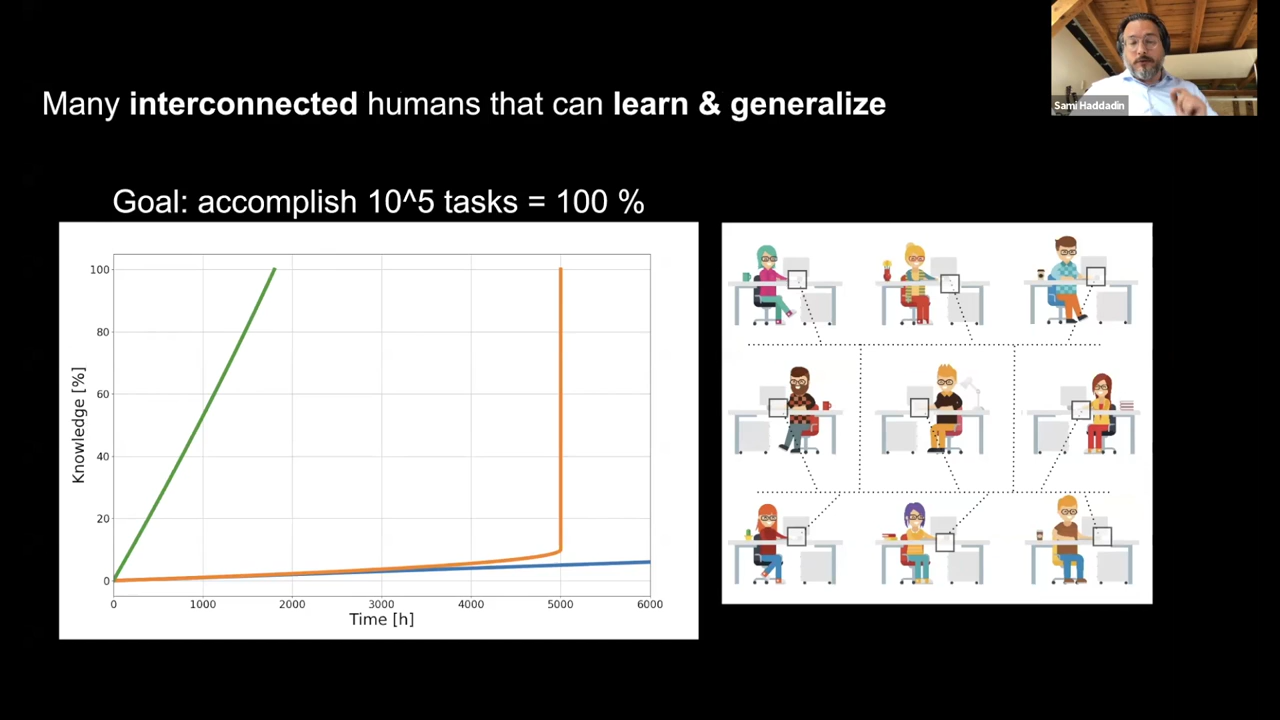 Sami Haddadin
Many interconnected humans that can learn & generalize
Goal: accomplish 10^5 tasks = 100 %
100
80
60
40
20
0
Knowledge [%]
0 1000 2000 3000 4000 5000 6000
Time [h]